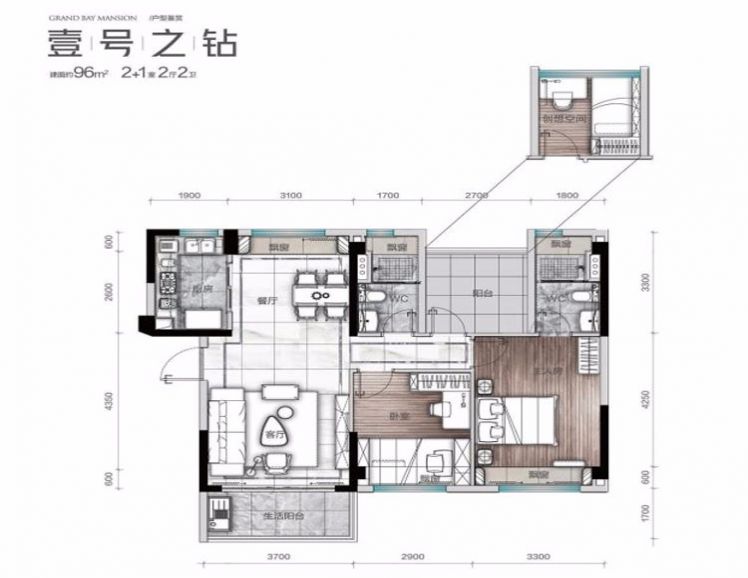 GRAND BAY MANSION /户型鉴赏
壹|号|之|钻
建面约96m² 2+1室2厅2卫
创想空间
1900 3100 1700 2700 1800
600
2600
4350
600
飘窗 飘窗 飘窗
厨房 餐厅 WC 阳台 WC
主人房
卧室
客厅
飘窗 飘窗
生活阳台
3300
4250
600
1700
3700 2900 3300